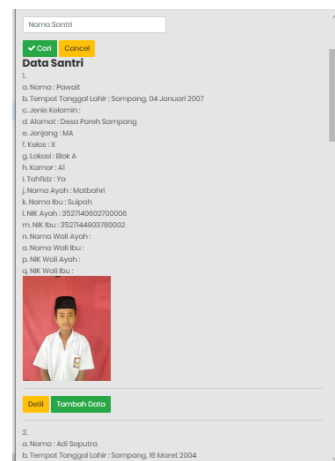 Nama Santri
Cari Cancel
Data Santri
1.
a. Nama : Pawait
b. Tempat Tanggal Lahir : Sampang, 04 Januari 2007
c. Jenis Kelamin :
d. Alamat : Desa Poreh Sampang
e. Jenjang : MA
f. Kelas : X
g. Lokasi : Blok A
h. Kamar : A1
i. Tahfidz : Ya
j. Nama Ayah : Matbahri
k. Nama Ibu : Suipah
l. NIK Ayah : 3527140602700006
m. NIK Ibu : 3527144803780002
n. Nama Wali Ayah :
o. Nama Wali Ibu :
p. NIK Wali Ayah :
q. NIK Wali Ibu :
Detil Tambah Data
2.
a. Nama : Adi Saputra
b. Tempat Tanggal Lahir : Sampang, 16 Maret 2004